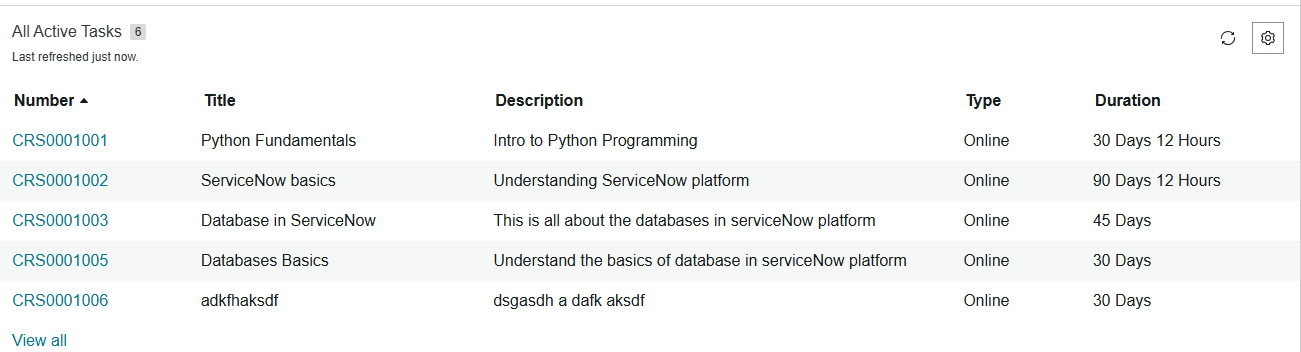 All Active Tasks 6
Last refreshed just now.
Number Title Description Type Duration
CRS0001001 Python Fundamentals Intro to Python Programming Online 30 Days 12 Hours
CRS0001002 ServiceNow basics Understanding ServiceNow platform Online 90 Days 12 Hours
CRS0001003 Database in ServiceNow This is all about the databases in serviceNow platform Online 45 Days
CRS0001005 Databases Basics Understand the basics of database in serviceNow platform Online 30 Days
CRS0001006 adkfhaksdf dsgasdh a dafk aksdf Online 30 Days
View all